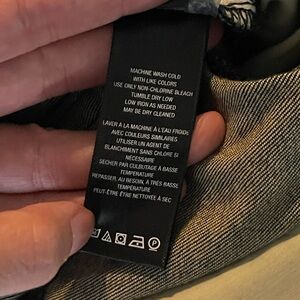 MACHINE WASH COLD
WITH LIKE COLORS
USE ONLY NON-CHLORINE BLEACH
TUMBLE DRY LOW
LOW IRON AS NEEDED
MAY BE DRY CLEANED
LAVER À LA MACHINE À L'EAU FROIDE
AVEC COULEURS SIMILAIRES
UTILISER UN AGENT DE
BLANCHIMENT SANS CHLORE SI
NÉCESSAIRE
SÉCHER PAR CULBUTAGE À BASSE
TEMPÉRATURE
REPASSER, AU BESOIN, À TRÈS BASSE
TEMPÉRATURE
PEUT-ÊTRE NETTOYÉE À SEC
P